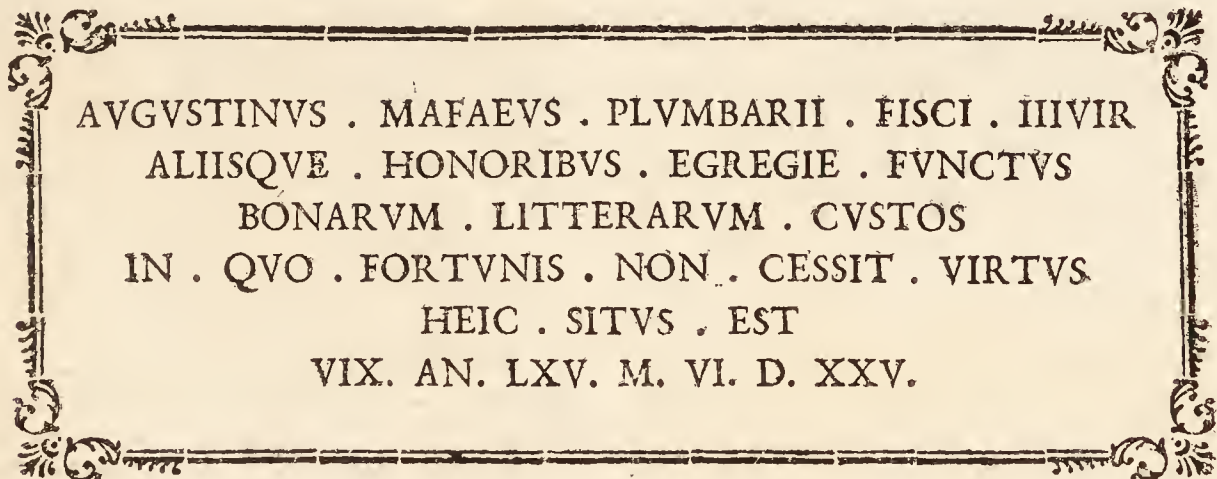 AVGVSTINVS . MAFAEVS . PLVMBARII . FISCI . IIIVIR
ALIISQVE . HONORIBVS . EGREGIE . FVNCTVS
BONARVM . LITTERARVM . CVSTOS
IN . QVO . FORTVNIS . NON . CESSIT . VIRTVS
HEIC . SITVS . EST
VIX. AN. LXV. M. VI. D. XXV.